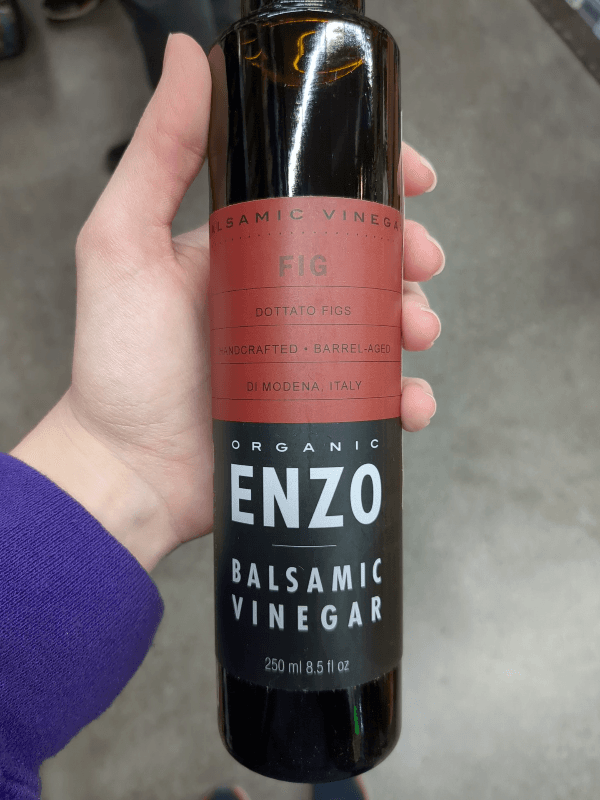 ALSAMIC VINEGA
FIG
DOTTATO FIGS
HANDCRAFTED • BARREL-AGED
DI MODENA, ITALY
ORGANIC
ENZO
BALSAMIC
VINEGAR
250 ml 8.5 fl oz